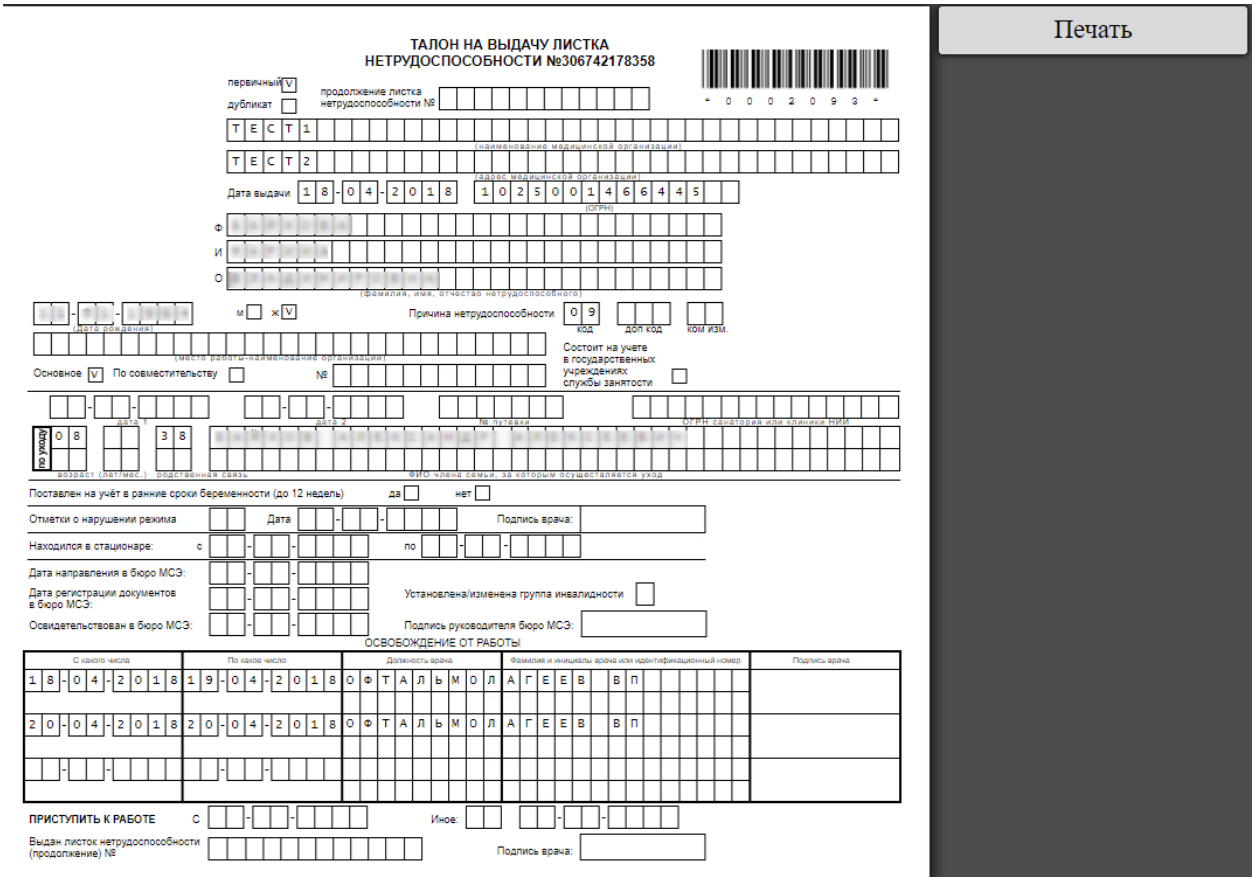 Печать
ТАЛОН НА ВЫДАЧУ ЛИСТКА
НЕТРУДОСПОСОБНОСТИ №306742178358
первичный V
дубликат
продолжение листка
нетрудоспособности №
* 0 0 0 2 0 9 3 *
ТЕСТ1
(наименование медицинской организации)
ТЕСТ2
(адрес медицинской организации)
Дата выдачи 18-04-2018 1025001466445
(ОГРН)
Ф
И
О
(фамилия, имя, отчество нетрудоспособного)
м ж V Причина нетрудоспособности 09
(Дата рождения) код доп код ком изм.
(место работы-наименование организации)
Состоит на учете
в государственных
учреждениях
службы занятости
Основное V По совместительству №
дата 1 дата 2 № путевки ОГРН санатория или клиники НИИ
по уходу 08 38
возраст (лет/мес.) родственная связь ФИО члена семьи, за которым осуществляется уход
Поставлен на учёт в ранние сроки беременности (до 12 недель) да нет
Отметки о нарушении режима Дата Подпись врача:
Находился в стационаре: с по
Дата направления в бюро МСЭ:
Дата регистрации документов
в бюро МСЭ:
Установлена/изменена группа инвалидности
Освидетельствован в бюро МСЭ: Подпись руководителя бюро МСЭ:
ОСВОБОЖДЕНИЕ ОТ РАБОТЫ
С какого числа По какое число Должность врача Фамилия и инициалы врача или идентификационный номер Подпись врача
18-04-2018 19-04-2018 ОФТАЛЬМОЛ АГЕЕВ ВП
20-04-2018 20-04-2018 ОФТАЛЬМОЛ АГЕЕВ ВП
ПРИСТУПИТЬ К РАБОТЕ С Иное:
Выдан листок нетрудоспособности
(продолжение) №
Подпись врача: